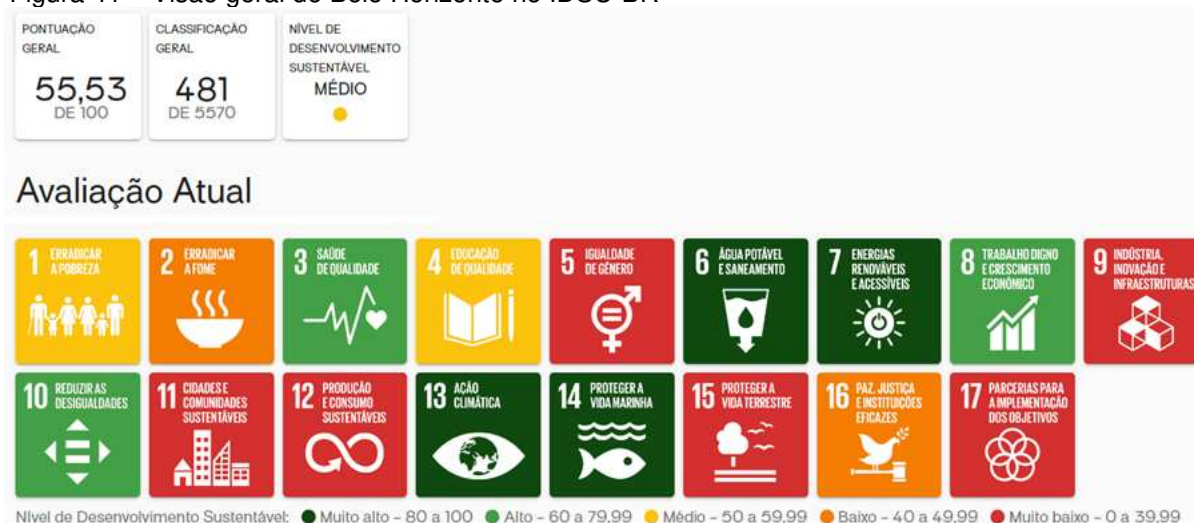 PONTUAÇÃO
GERAL
55,53
DE 100
CLASSIFICAÇÃO
GERAL
481
DE 5570
NÍVEL DE
DESENVOLVIMENTO
SUSTENTÁVEL
MÉDIO
Avaliação Atual
1 ERRADICAR
A POBREZA
2 ERRADICAR
A FOME
3 SAÚDE
DE QUALIDADE
4 EDUCAÇÃO
DE QUALIDADE
5 IGUALDADE
DE GÉNERO
6 ÁGUA POTÁVEL
E SANEAMENTO
7 ENERGIAS
RENOVÁVEIS
E ACESSÍVEIS
8 TRABALHO DIGNO
E CRESCIMENTO
ECONÓMICO
9 INDÚSTRIA,
INOVAÇÃO E
INFRAESTRUTURAS
10 REDUZIR AS
DESIGUALDADES
11 CIDADES E
COMUNIDADES
SUSTENTÁVEIS
12 PRODUÇÃO
E CONSUMO
SUSTENTÁVEIS
13 AÇÃO
CLIMÁTICA
14 PROTEGER A
VIDA MARINHA
15 PROTEGER A
VIDA TERRESTRE
16 PAZ, JUSTIÇA
E INSTITUIÇÕES
EFICAZES
17 PARCERIAS PARA
A IMPLEMENTAÇÃO
DOS OBJETIVOS
Nível de Desenvolvimento Sustentável: Muito alto - 80 a 100 Alto - 60 a 79,99 Médio - 50 a 59,99 Baixo - 40 a 49,99 Muito baixo - 0 a 39,99